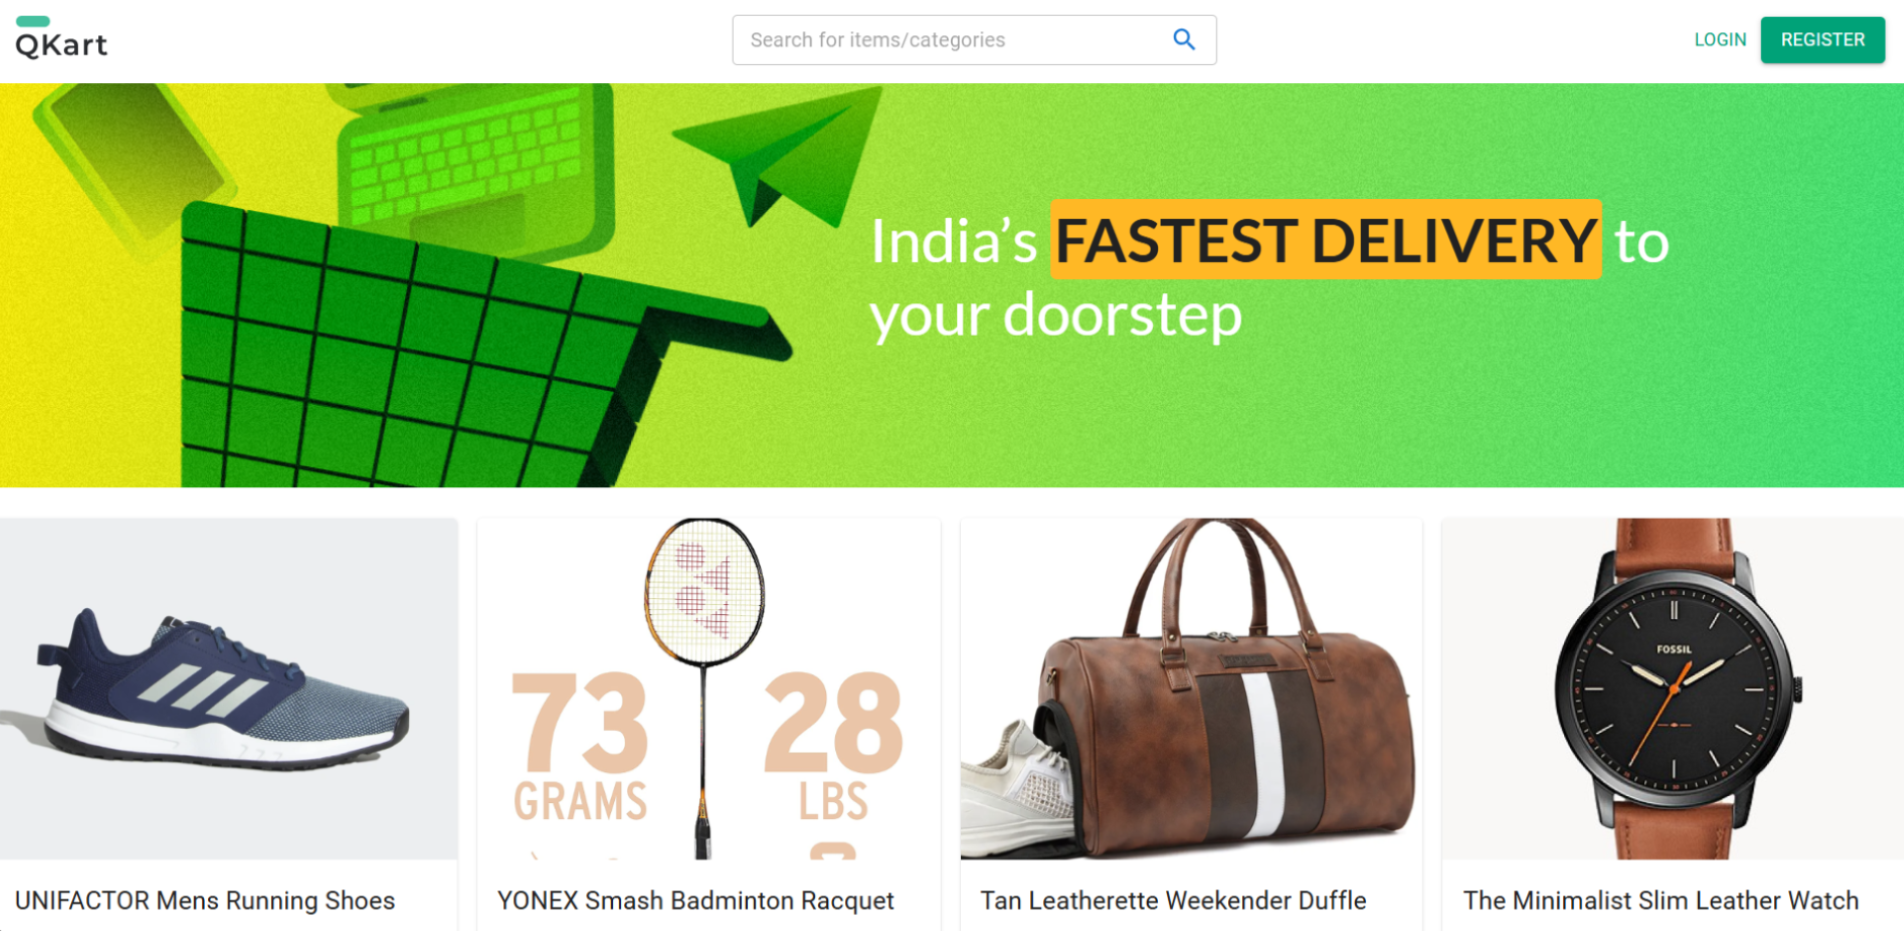 QKart
Search for items/categories
LOGIN
REGISTER
India’s FASTEST DELIVERY to
your doorstep
73
GRAMS
28
LBS
FOSSIL
UNIFACTOR Mens Running Shoes
YONEX Smash Badminton Racquet
Tan Leatherette Weekender Duffle
The Minimalist Slim Leather Watch